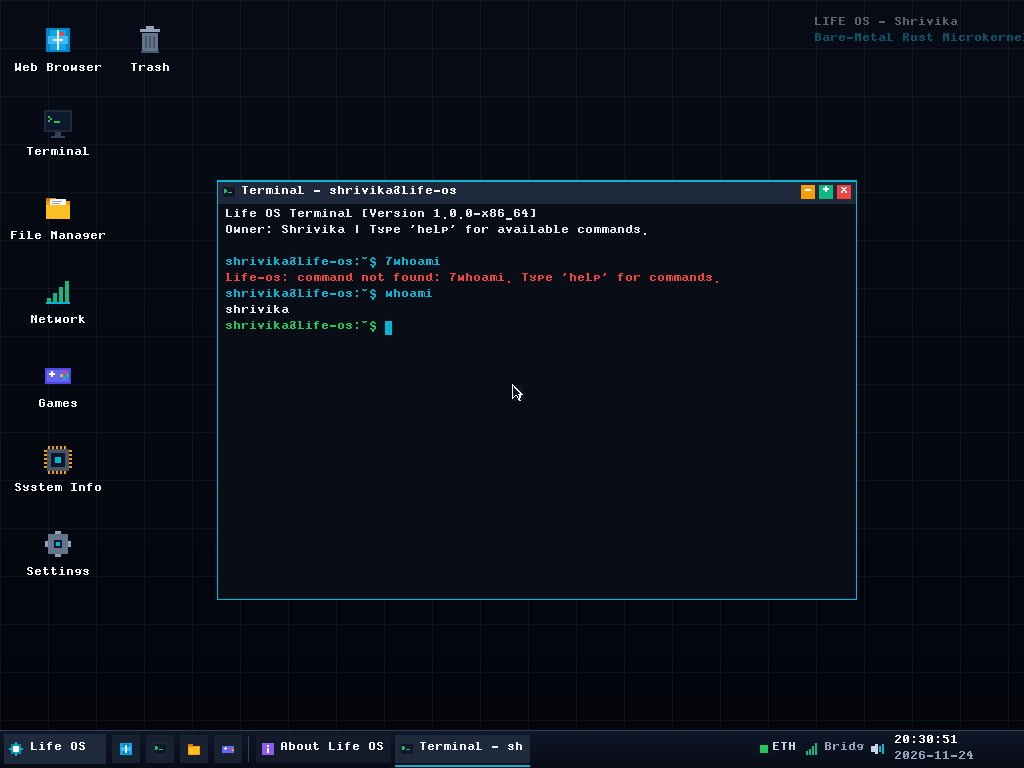 LIFE OS - Shrivika
Bare-Metal Rust Microkerne
Web Browser
Trash
Terminal
File Manager
Network
Games
System Info
Settings
Terminal - shrivika@life-os
Life OS Terminal [Version 1.0.0-x86_64]
Owner: Shrivika | Type 'help' for available commands.
shrivika@life-os:~$ 7whoami
life-os: command not found: 7whoami. Type 'help' for commands.
shrivika@life-os:~$ whoami
shrivika
shrivika@life-os:~$
Life OS
About Life OS
Terminal - sh
ETH
Bridg
20:30:51
2026-11-24